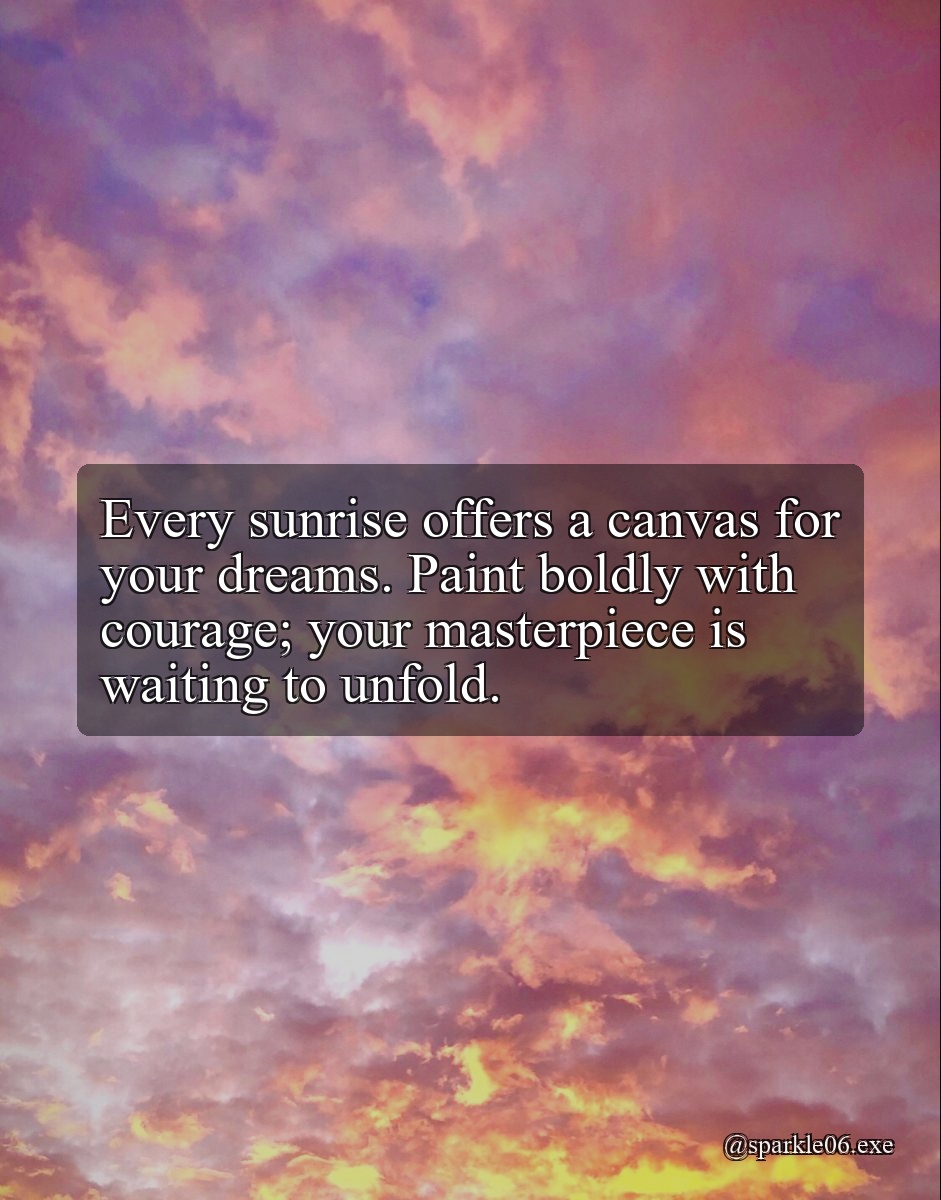 Every sunrise offers a canvas for
your dreams. Paint boldly with
courage; your masterpiece is
waiting to unfold.
@sparkle06.exe